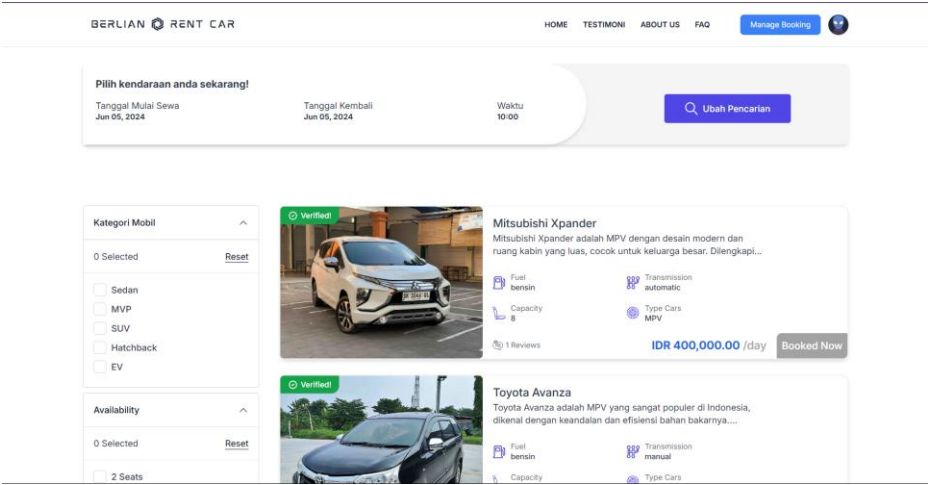 BERLIAN RENT CAR
HOME TESTIMONI ABOUT US FAQ Manage Booking
Pilih kendaraan anda sekarang!
Tanggal Mulai Sewa
Jun 05, 2024
Tanggal Kembali
Jun 05, 2024
Waktu
10:00
Ubah Pencarian
Kategori Mobil
0 Selected Reset
Sedan
MVP
SUV
Hatchback
EV
Availability
0 Selected Reset
2 Seats
Verified!
Mitsubishi Xpander
Mitsubishi Xpander adalah MPV dengan desain modern dan
ruang kabin yang luas, cocok untuk keluarga besar. Dilengkapi...
Fuel
bensin
Transmission
automatic
Capacity
8
Type Cars
MPV
1 Reviews
IDR 400,000.00 /day
Booked Now
Verified!
Toyota Avanza
Toyota Avanza adalah MPV yang sangat populer di Indonesia,
dikenal dengan keandalan dan efisiensi bahan bakarnya....
Fuel
bensin
Transmission
manual
Capacity
Type Cars